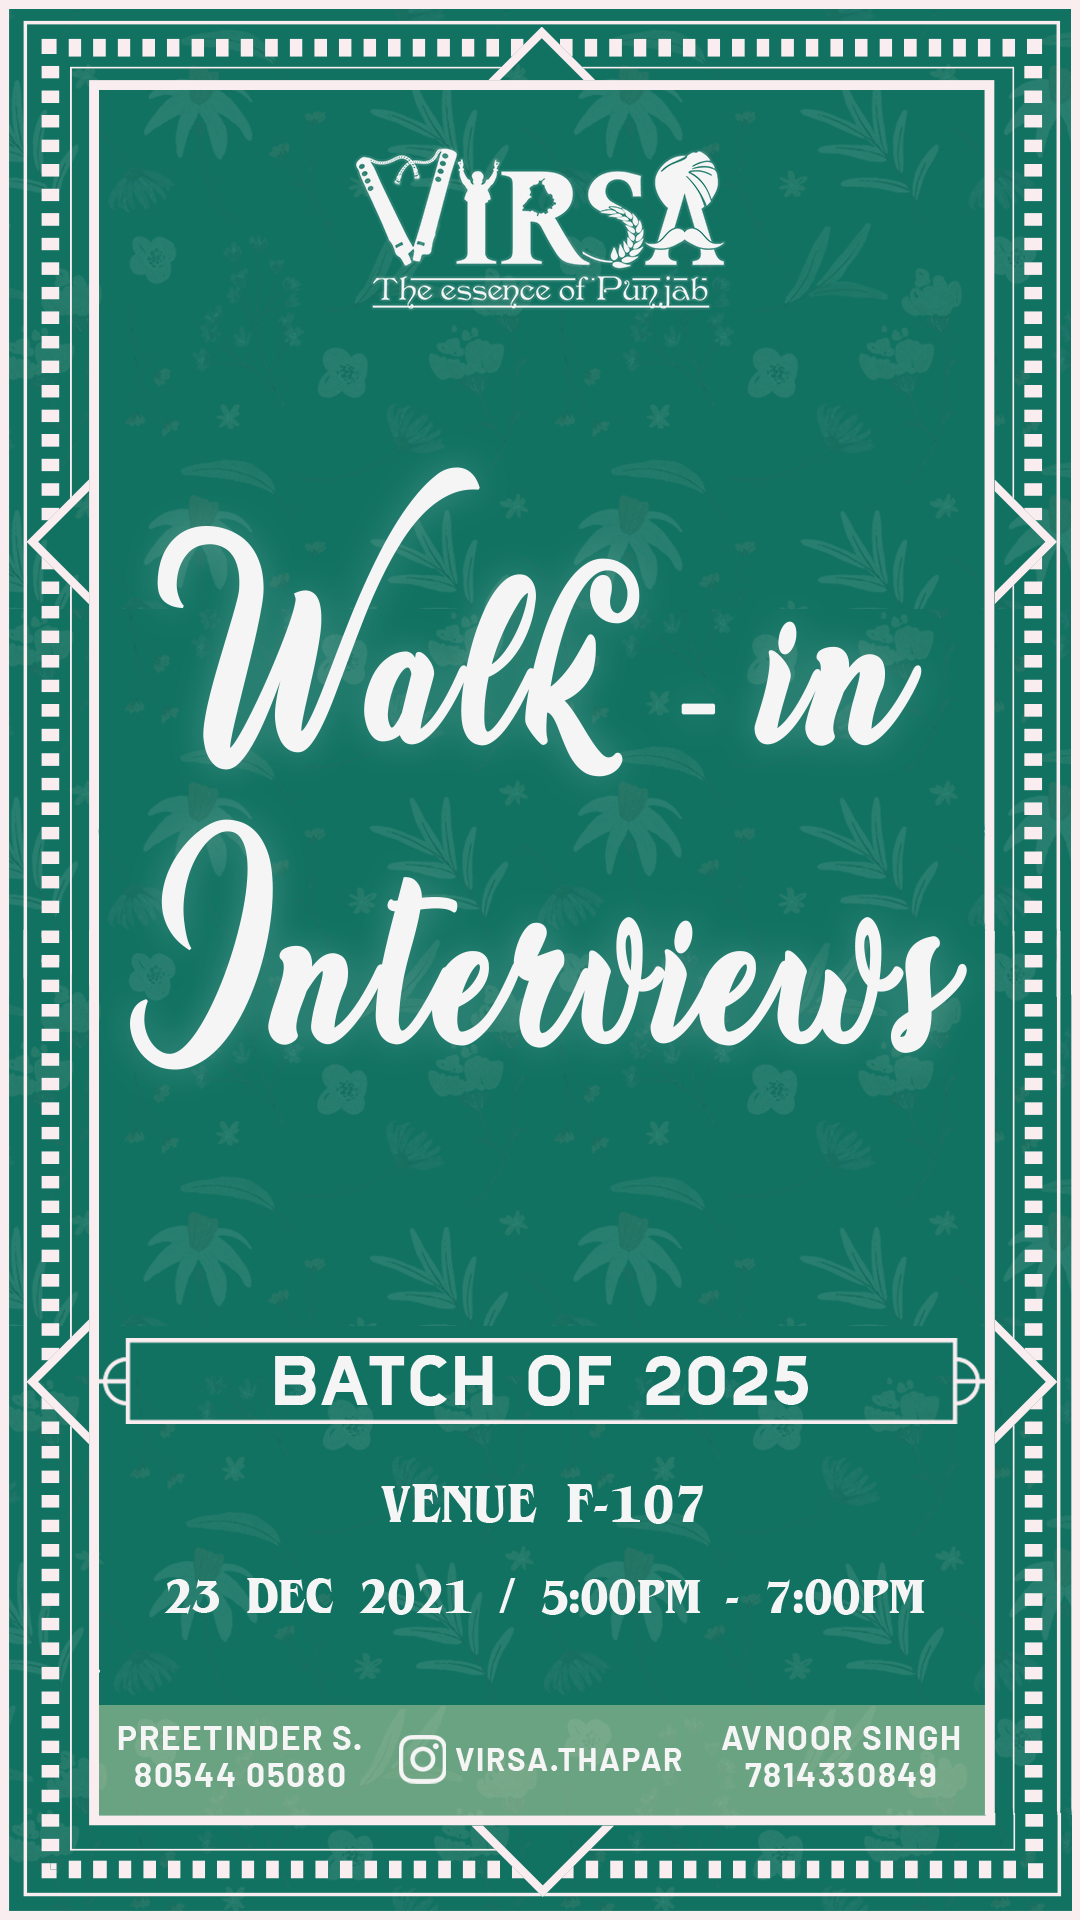 VIRSA
The essence of Punjab
Walk - in
Interviews
BATCH OF 2025
VENUE F-107
23 DEC 2021 / 5:00PM - 7:00PM
PREETINDER S.
80544 05080
VIRSA.THAPAR
AVNOOR SINGH
7814330849